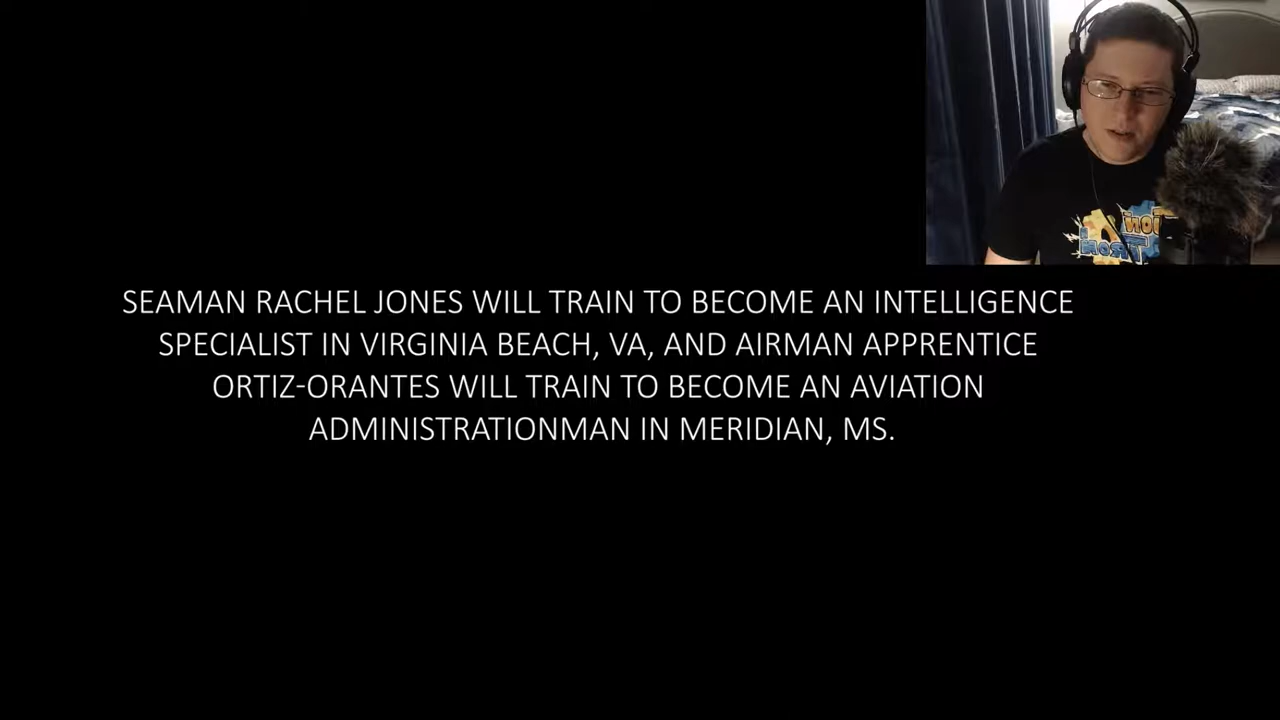 SEAMAN RACHEL JONES WILL TRAIN TO BECOME AN INTELLIGENCE
SPECIALIST IN VIRGINIA BEACH, VA, AND AIRMAN APPRENTICE
ORTIZ-ORANTES WILL TRAIN TO BECOME AN AVIATION
ADMINISTRATIONMAN IN MERIDIAN, MS.